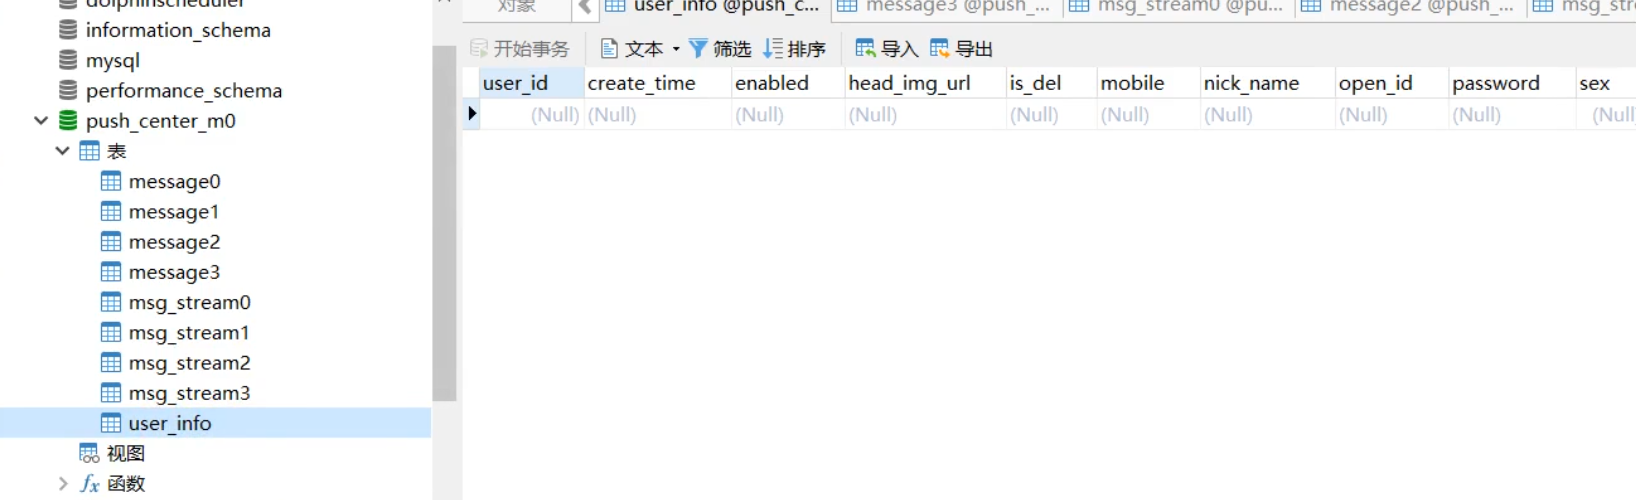 dolphinscheduler
information_schema
mysql
performance_schema
push_center_m0
表
message0
message1
message2
message3
msg_stream0
msg_stream1
msg_stream2
msg_stream3
user_info
视图
fx 函数
对象 user_info @push_c... message3 @push_... msg_stream0 @pu... message2 @push_... msg_str
开始事务 文本 筛选 排序 导入 导出
user_id create_time enabled head_img_url is_del mobile nick_name open_id password sex
(Null) (Null) (Null) (Null) (Null) (Null) (Null) (Null) (Null) (Null)